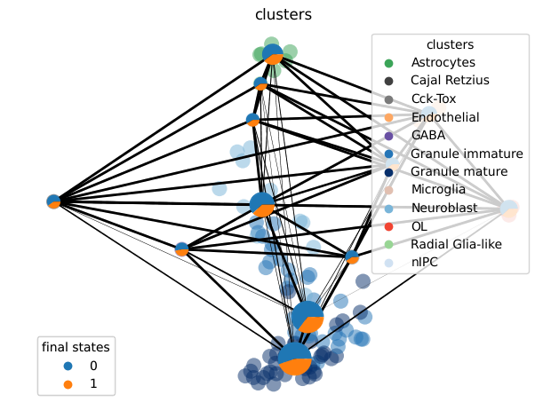 clusters
clusters
Astrocytes
Cajal Retzius
Cck-Tox
Endothelial
GABA
Granule immature
Granule mature
Microglia
Neuroblast
OL
Radial Glia-like
nIPC
final states
0
1